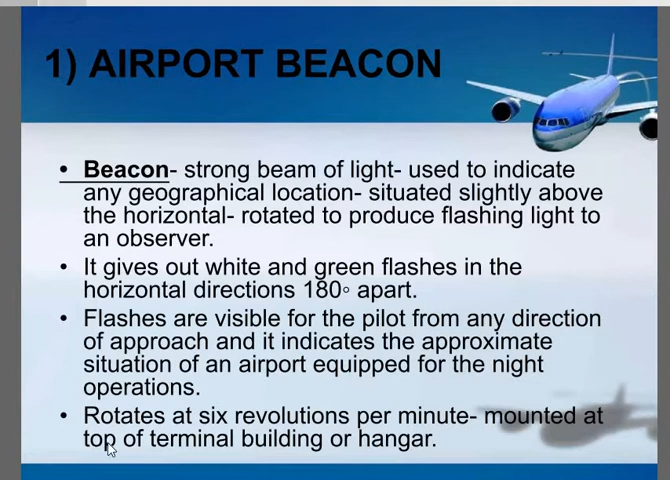 1) AIRPORT BEACON
• Beacon- strong beam of light- used to indicate
any geographical location- situated slightly above
the horizontal- rotated to produce flashing light to
an observer.
• It gives out white and green flashes in the
horizontal directions 180◦ apart.
• Flashes are visible for the pilot from any direction
of approach and it indicates the approximate
situation of an airport equipped for the night
operations.
• Rotates at six revolutions per minute- mounted at
top of terminal building or hangar.